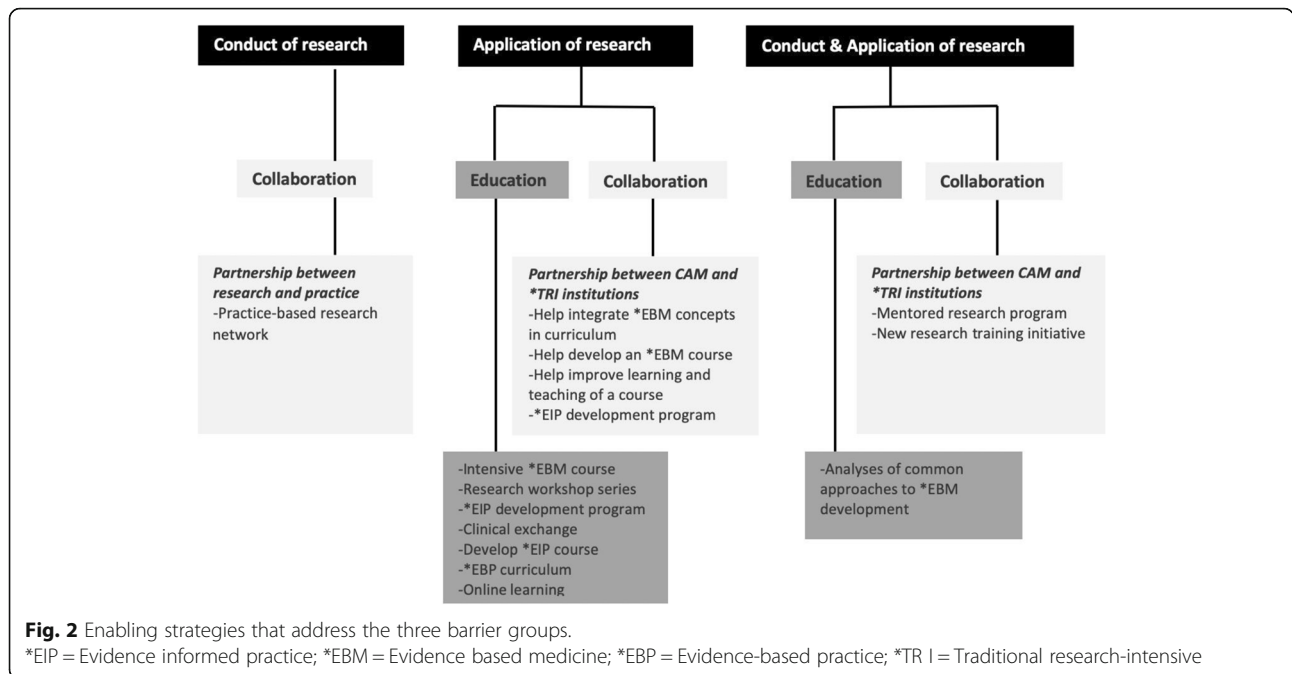 Conduct of research
Application of research
Conduct & Application of research
Collaboration
Education
Collaboration
Education
Collaboration
Partnership between
research and practice
-Practice-based research
network
Partnership between CAM and
*TRI institutions
-Help integrate *EBM concepts
in curriculum
-Help develop an *EBM course
-Help improve learning and
teaching of a course
-*EIP development program
Partnership between CAM and
*TRI institutions
-Mentored research program
-New research training initiative
-Intensive *EBM course
-Research workshop series
-*EIP development program
-Clinical exchange
-Develop *EIP course
-*EBP curriculum
-Online learning
-Analyses of common
approaches to *EBM
development
Fig. 2 Enabling strategies that address the three barrier groups.
*EIP = Evidence informed practice; *EBM = Evidence based medicine; *EBP = Evidence-based practice; *TR I = Traditional research-intensive